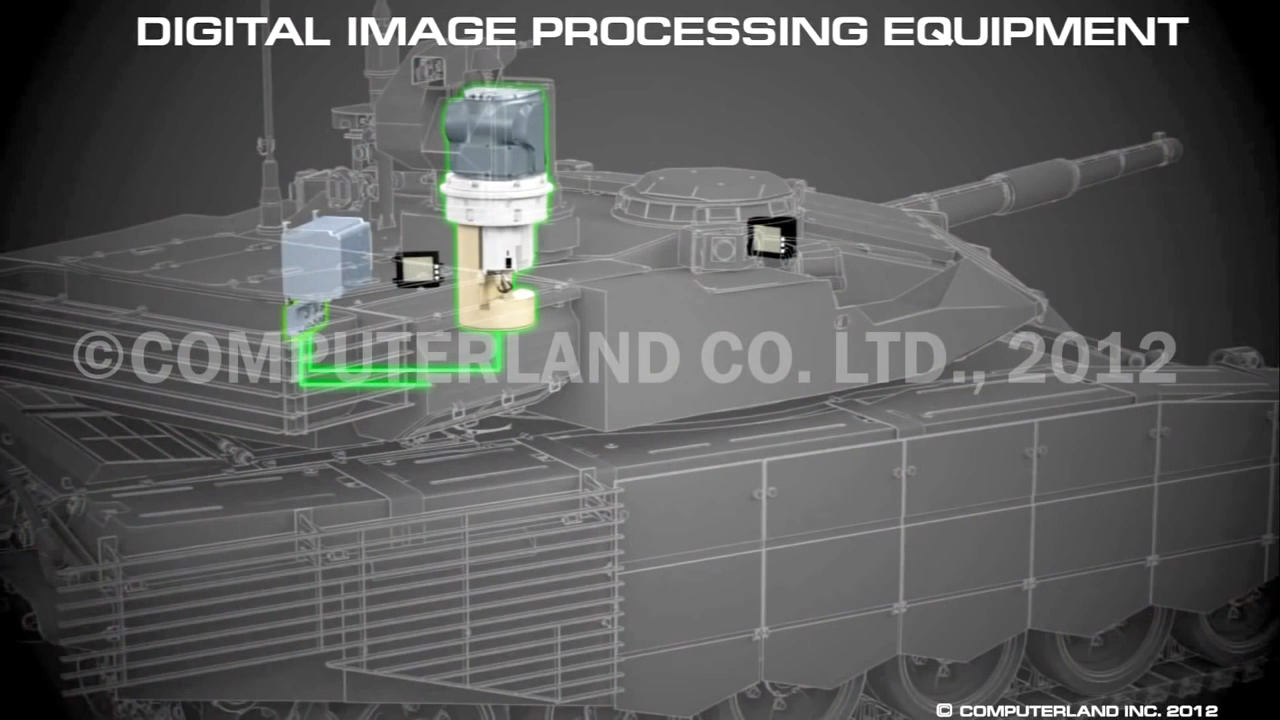 DIGITAL IMAGE PROCESSING EQUIPMENT
©COMPUTERLAND CO. LTD., 2012
© COMPUTERLAND INC. 2012